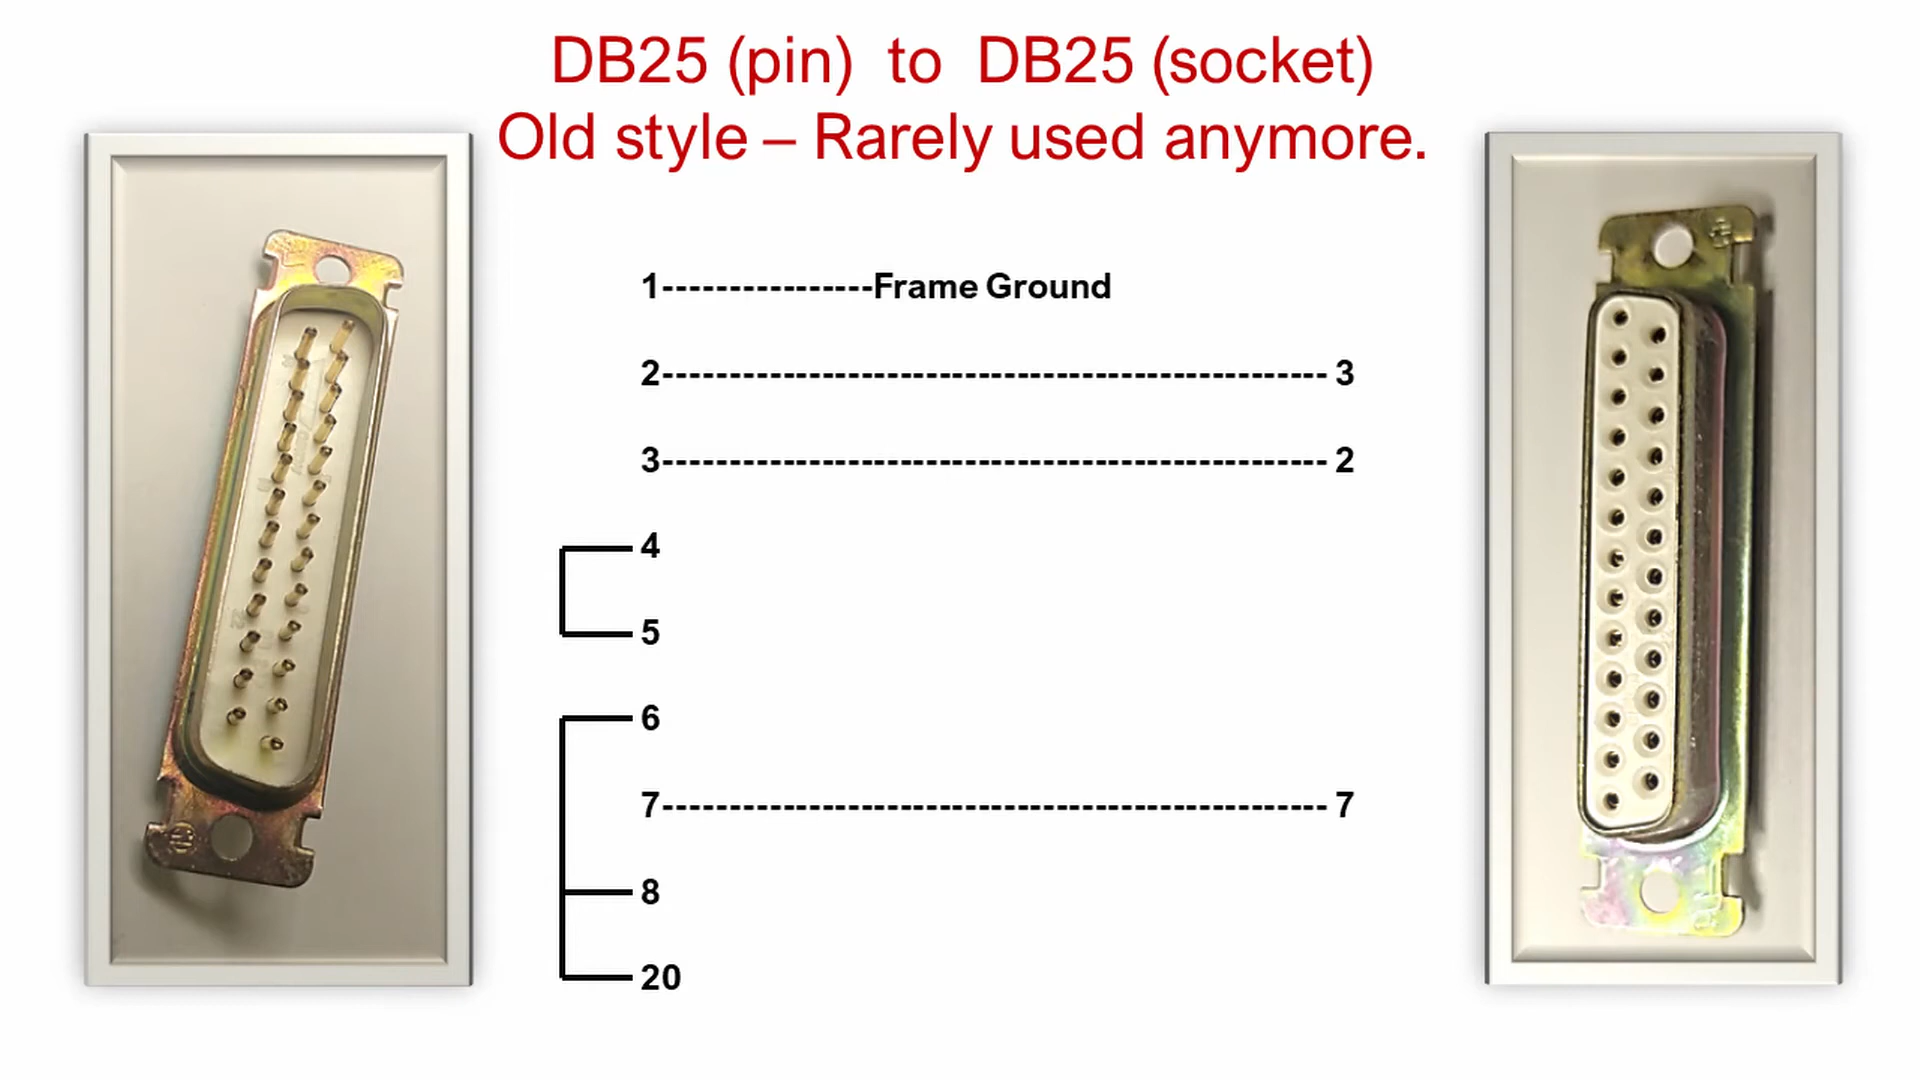 DB25 (pin) to DB25 (socket)
Old style – Rarely used anymore.
1----------------Frame Ground
2-------------------------------------------------- 3
3-------------------------------------------------- 2
4
5
6
7-------------------------------------------------- 7
8
20